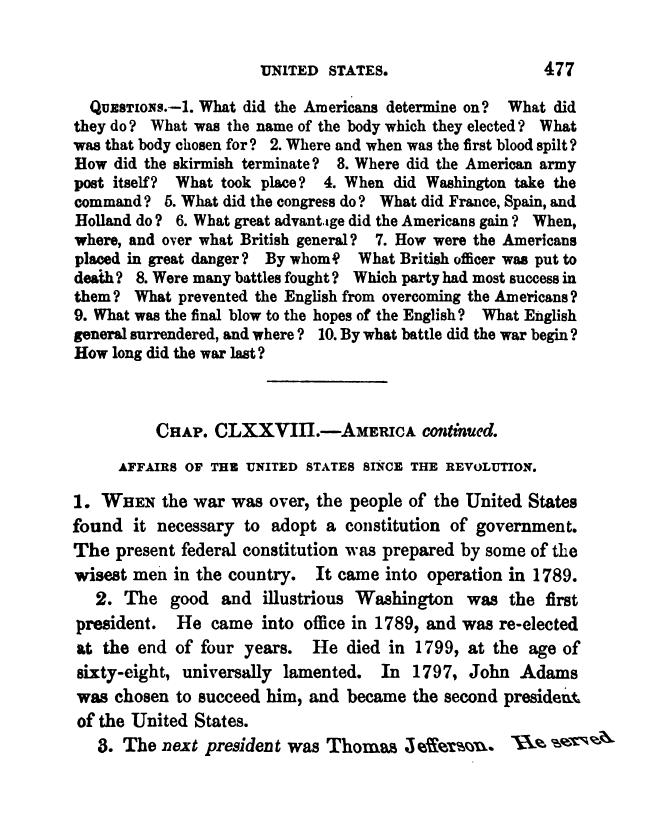 UNITED STATES. 477
QUESTIONS.—1. What did the Americans determine on? What did
they do? What was the name of the body which they elected? What
was that body chosen for? 2. Where and when was the first blood spilt?
How did the skirmish terminate? 3. Where did the American army
post itself? What took place? 4. When did Washington take the
command? 5. What did the congress do? What did France, Spain, and
Holland do? 6. What great advantage did the Americans gain? When,
where, and over what British general? 7. How were the Americans
placed in great danger? By whom? What British officer was put to
death? 8. Were many battles fought? Which party had most success in
them? What prevented the English from overcoming the Americans?
9. What was the final blow to the hopes of the English? What English
general surrendered, and where? 10. By what battle did the war begin?
How long did the war last?
CHAP. CLXXVIII.—AMERICA continued.
AFFAIRS OF THE UNITED STATES SINCE THE REVOLUTION.
1. WHEN the war was over, the people of the United States
found it necessary to adopt a constitution of government.
The present federal constitution was prepared by some of the
wisest men in the country. It came into operation in 1789.
2. The good and illustrious Washington was the first
president. He came into office in 1789, and was re-elected
at the end of four years. He died in 1799, at the age of
sixty-eight, universally lamented. In 1797, John Adams
was chosen to succeed him, and became the second president
of the United States.
3. The next president was Thomas Jefferson. He served